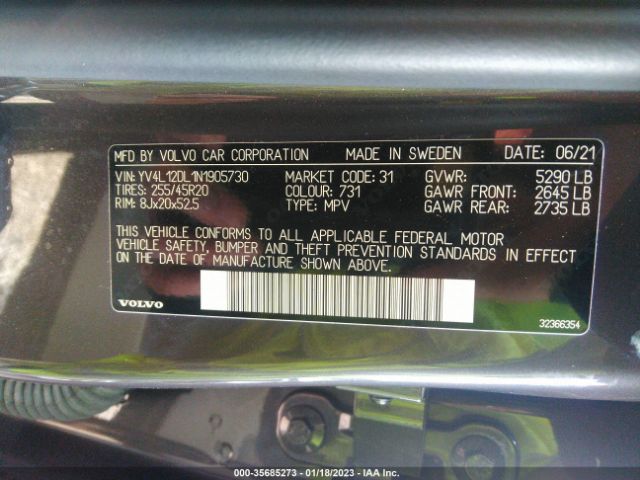 MFD BY VOLVO CAR CORPORATION MADE IN SWEDEN DATE: 06/21
VIN: YV4L12DL1N1905730 MARKET CODE: 31 GVWR: 5290 LB
TIRES: 255/45R20 COLOUR: 731 GAWR FRONT: 2645 LB
RIM: 8Jx20x52.5 TYPE: MPV GAWR REAR: 2735 LB
THIS VEHICLE CONFORMS TO ALL APPLICABLE FEDERAL MOTOR
VEHICLE SAFETY, BUMPER AND THEFT PREVENTION STANDARDS IN EFFECT
ON THE DATE OF MANUFACTURE SHOWN ABOVE.
VOLVO
32366354
000-35685273 - 01/18/2023 - IAA Inc.